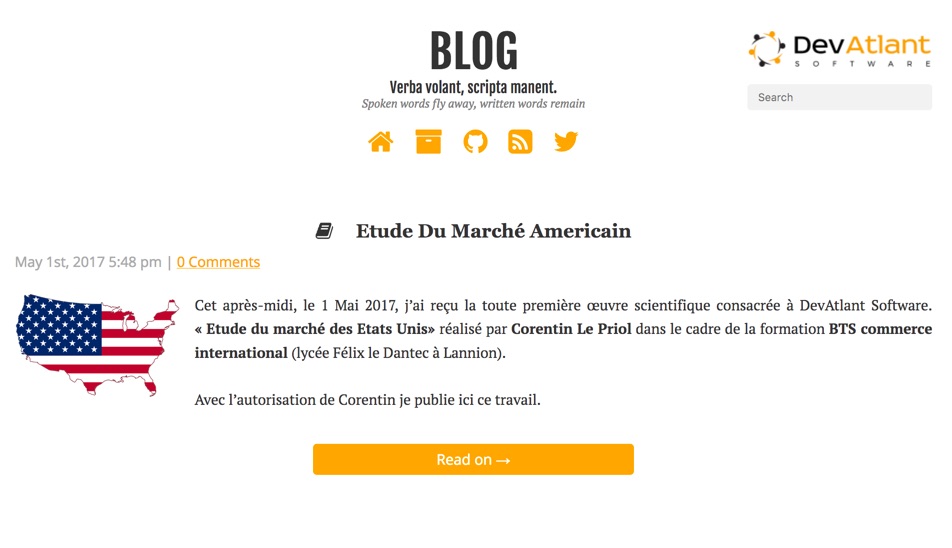 BLOG
Verba volant, scripta manent.
Spoken words fly away, written words remain
DevAtlant
SOFTWARE
Search
Etude Du Marché Americain
May 1st, 2017 5:48 pm | 0 Comments
Cet après-midi, le 1 Mai 2017, j’ai reçu la toute première œuvre scientifique consacrée à DevAtlant Software.
« Etude du marché des Etats Unis» réalisé par Corentin Le Priol dans le cadre de la formation BTS commerce
international (lycée Félix le Dantec à Lannion).
Avec l’autorisation de Corentin je publie ici ce travail.
Read on →